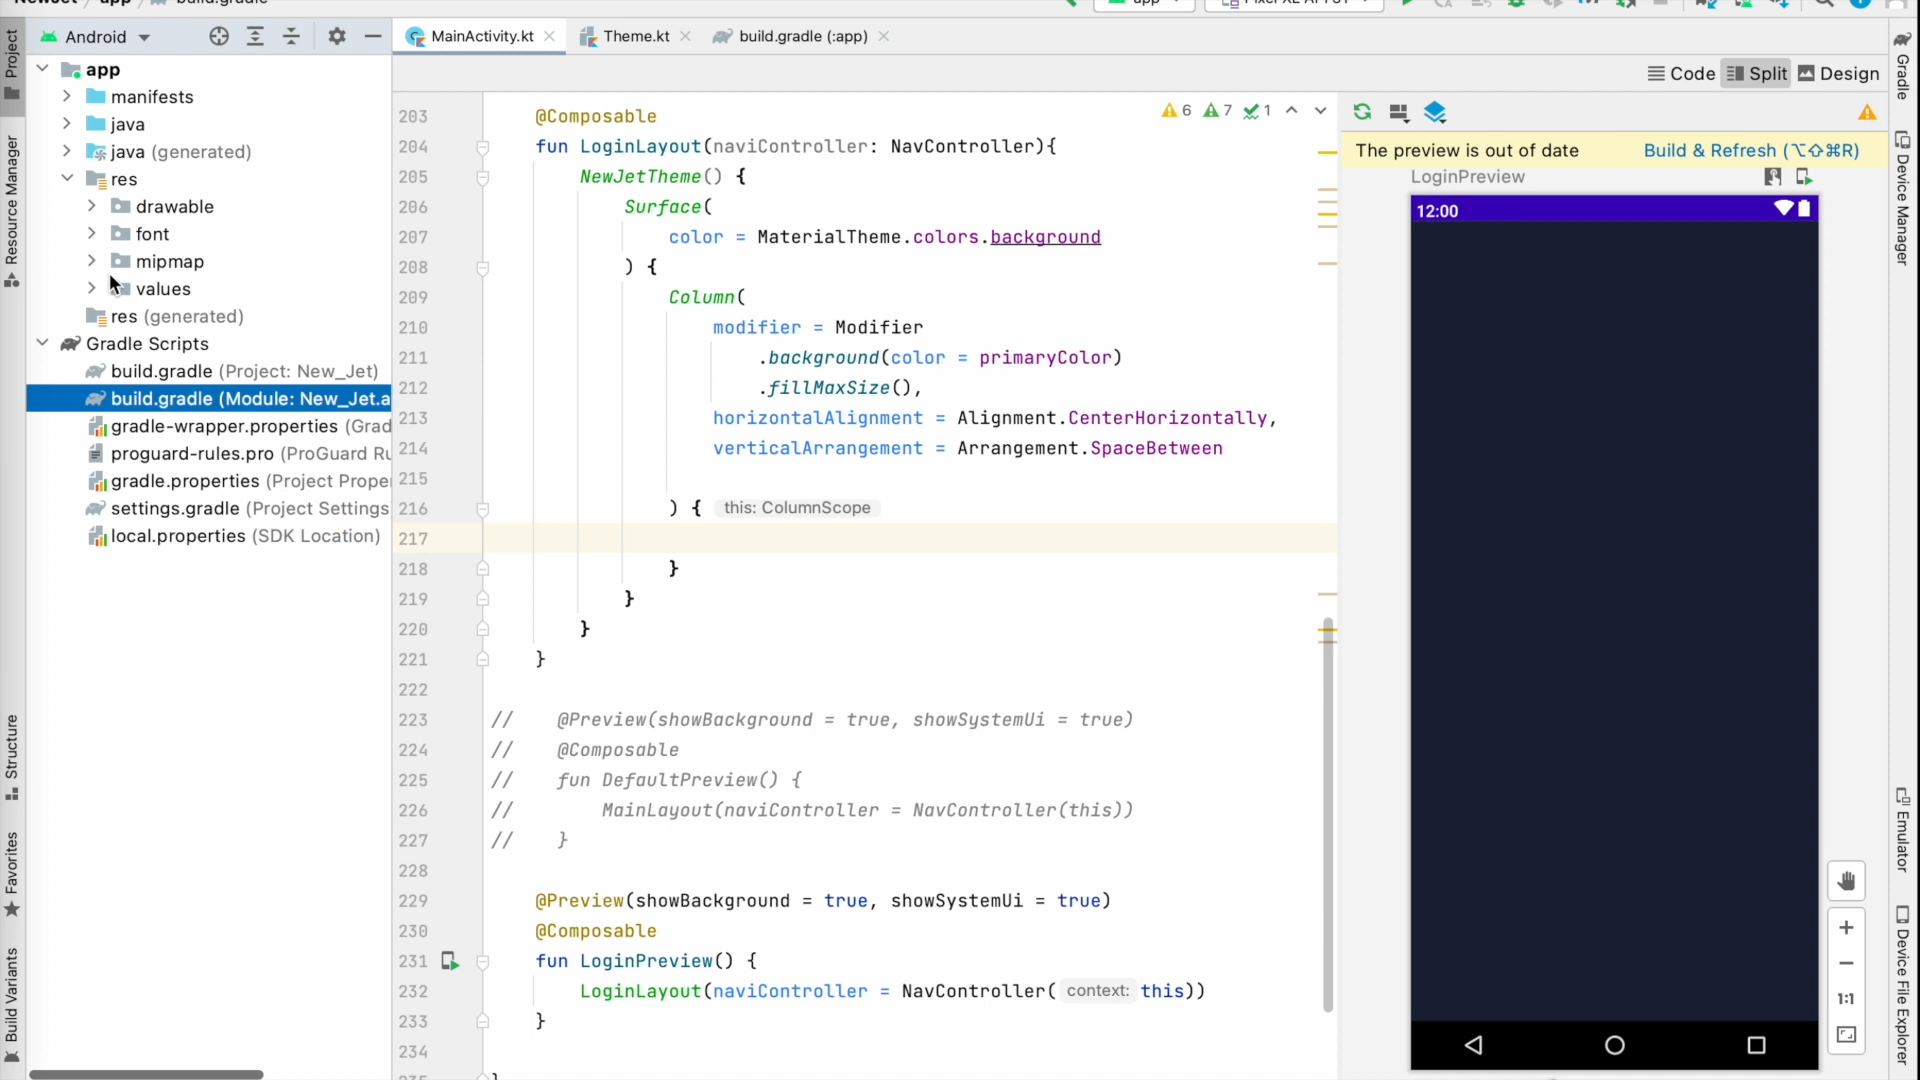 build.gradle
Android
MainActivity.kt
Theme.kt
build.gradle (:app)
Code
Split
Design
Project
Resource Manager
Structure
Favorites
Build Variants
app
manifests
java
java (generated)
res
drawable
font
mipmap
values
res (generated)
Gradle Scripts
build.gradle (Project: New_Jet)
build.gradle (Module: New_Jet.a
gradle-wrapper.properties (Grad
proguard-rules.pro (ProGuard Ru
gradle.properties (Project Prope
settings.gradle (Project Settings
local.properties (SDK Location)
6 7 1
203 @Composable
204 fun LoginLayout(naviController: NavController){
205 NewJetTheme() {
206 Surface(
207 color = MaterialTheme.colors.background
208 ) {
209 Column(
210 modifier = Modifier
211 .background(color = primaryColor)
212 .fillMaxSize(),
213 horizontalAlignment = Alignment.CenterHorizontally,
214 verticalArrangement = Arrangement.SpaceBetween
215
216 ) { this: ColumnScope
217
218 }
219 }
220 }
221 }
222
223 // @Preview(showBackground = true, showSystemUi = true)
224 // @Composable
225 // fun DefaultPreview() {
226 // MainLayout(naviController = NavController(this))
227 // }
228
229 @Preview(showBackground = true, showSystemUi = true)
230 @Composable
231 fun LoginPreview() {
232 LoginLayout(naviController = NavController( context: this))
233 }
234
The preview is out of date
Build & Refresh (⌥⇧⌘R)
LoginPreview
12:00
1:1
Gradle
Device Manager
Emulator
Device File Explorer